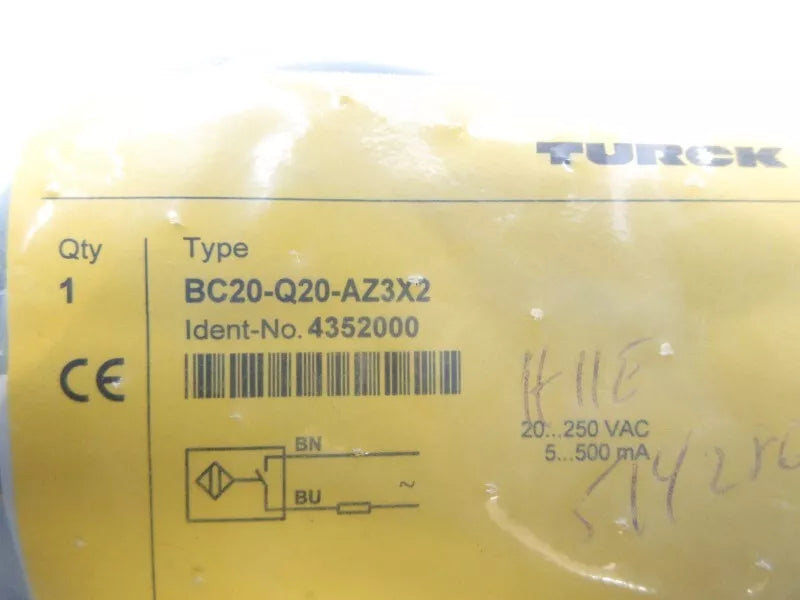 TURCK
Qty
1
Type
BC20-Q20-AZ3X2
Ident-No. 4352000
CE
BN
BU
~
20...250 VAC
5...500 mA